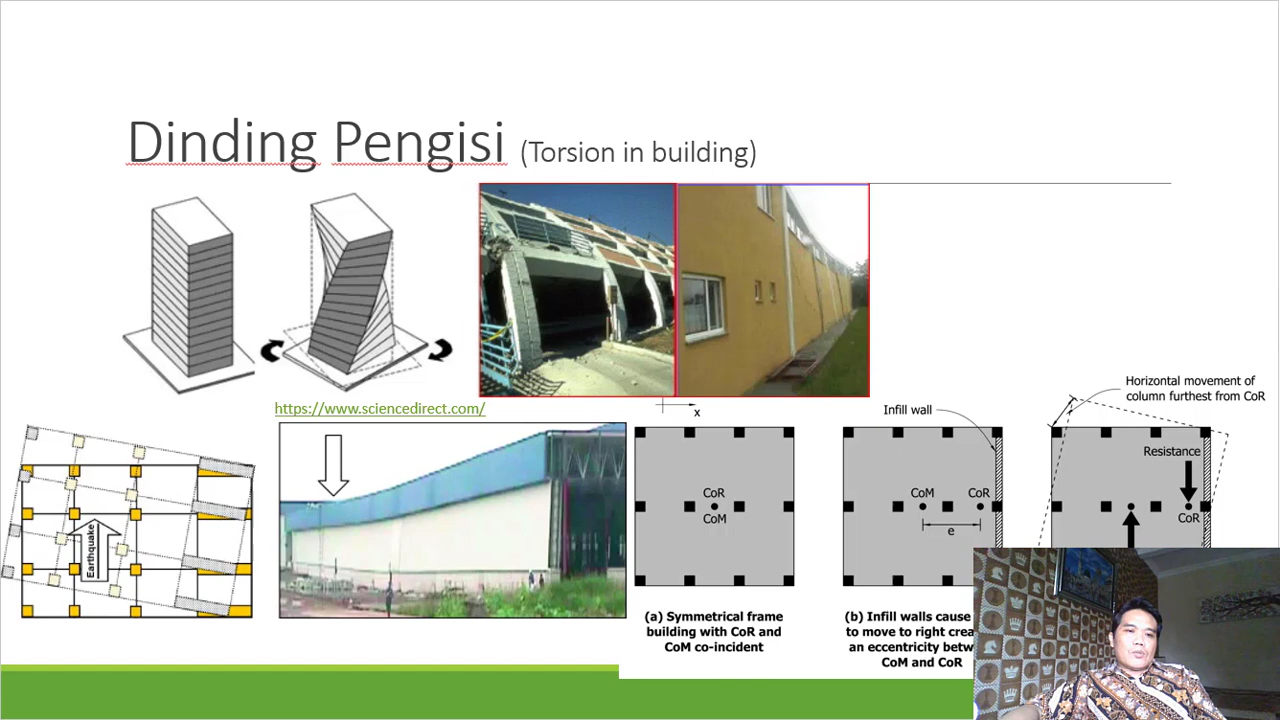 Dinding Pengisi (Torsion in building)
https://www.sciencedirect.com/
Earthquake
x
CoR
CoM
(a) Symmetrical frame
building with CoR and
CoM co-incident
Infill wall
CoM
CoR
e
(b) Infill walls cause
to move to right crea
an eccentricity betw
CoM and CoR
Horizontal movement of
column furthest from CoR
Resistance
CoR